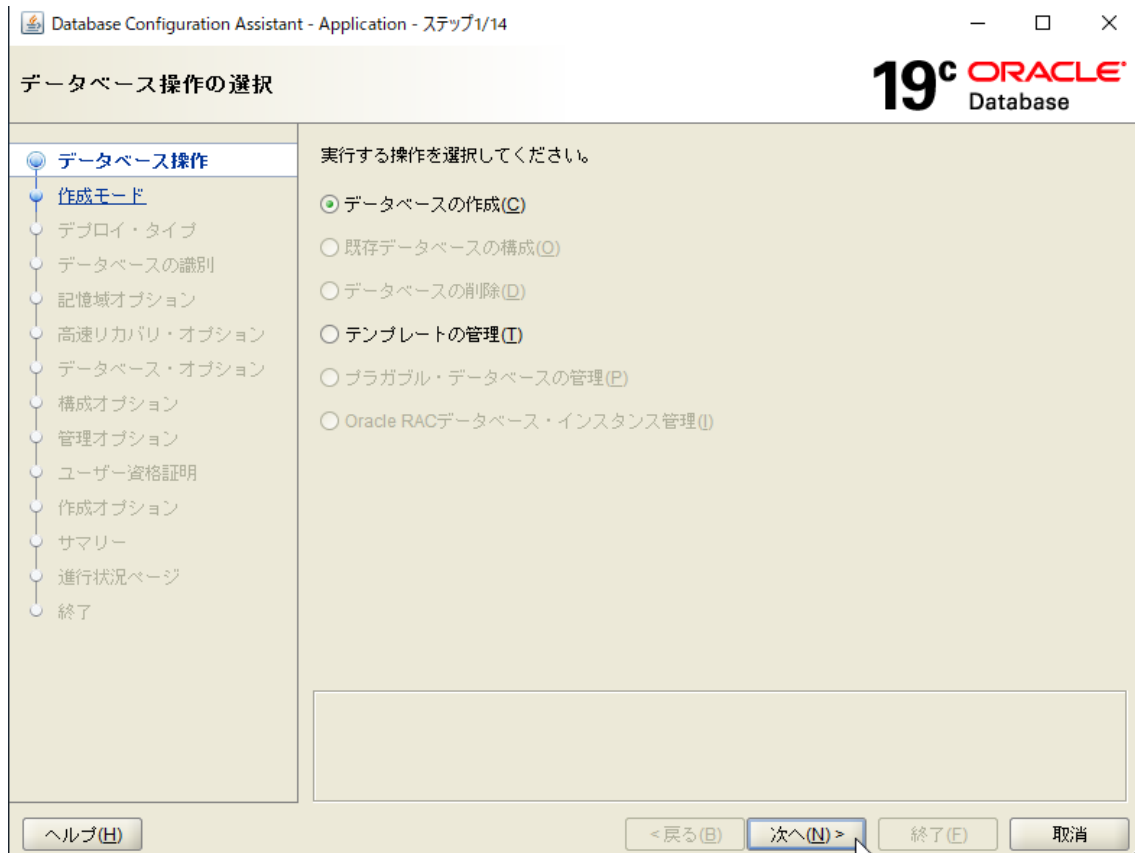 Database Configuration Assistant - Application - ステップ1/14
データベース操作の選択
19c ORACLE
Database
データベース操作
作成モード
デプロイ・タイプ
データベースの識別
記憶域オプション
高速リカバリ・オプション
データベース・オプション
構成オプション
管理オプション
ユーザー資格証明
作成オプション
サマリー
進行状況ページ
終了
実行する操作を選択してください。
データベースの作成(C)
既存データベースの構成(O)
データベースの削除(D)
テンプレートの管理(T)
プラガブル・データベースの管理(P)
Oracle RACデータベース・インスタンス管理(I)
ヘルプ(H)
<戻る(B)
次へ(N)>
終了(F)
取消